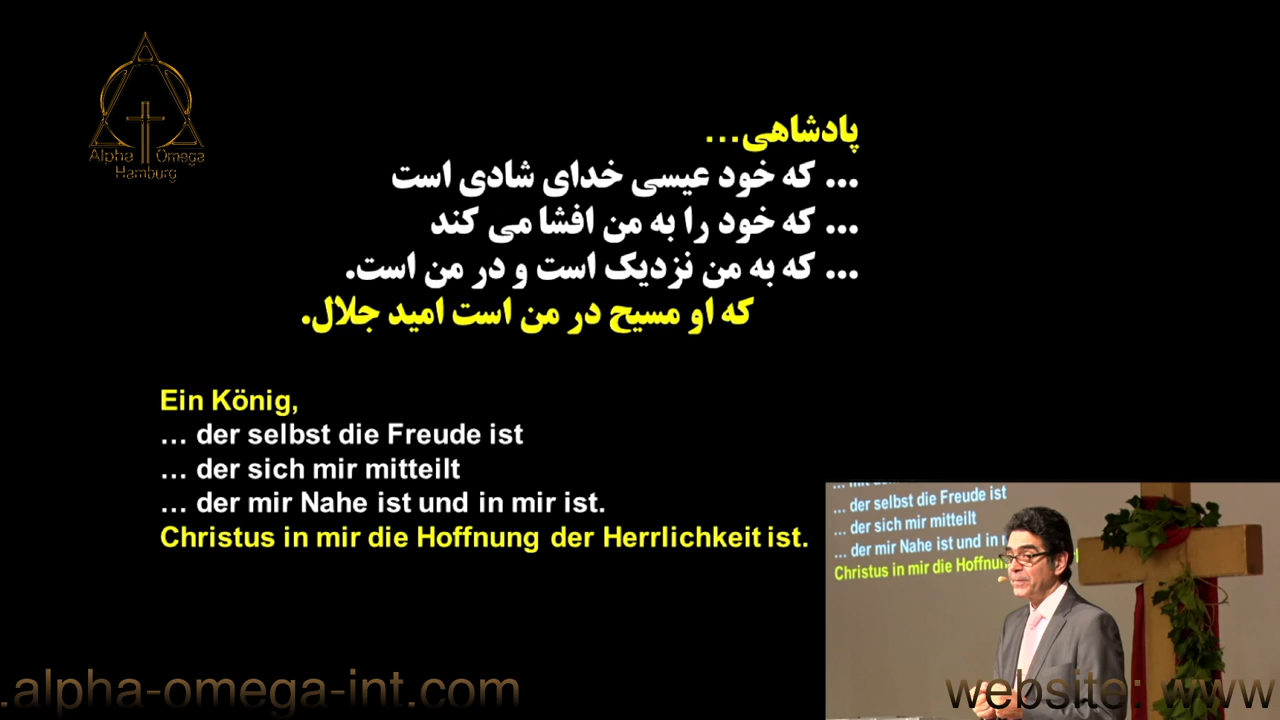 Alpha Omega
Hamburg
پادشاهی...
... که خود عیسی خدای شادی است
... که خود را به من افشا می کند
... که به من نزدیک است و در من است.
که او مسیح در من است امید جلال.
Ein König,
… der selbst die Freude ist
… der sich mir mitteilt
… der mir Nahe ist und in mir ist.
Christus in mir die Hoffnung der Herrlichkeit ist.
... der selbst die Freude ist
... der sich mir mitteilt
... der mir Nahe ist und in
Christus in mir die
.alpha-omega-int.com
website: www